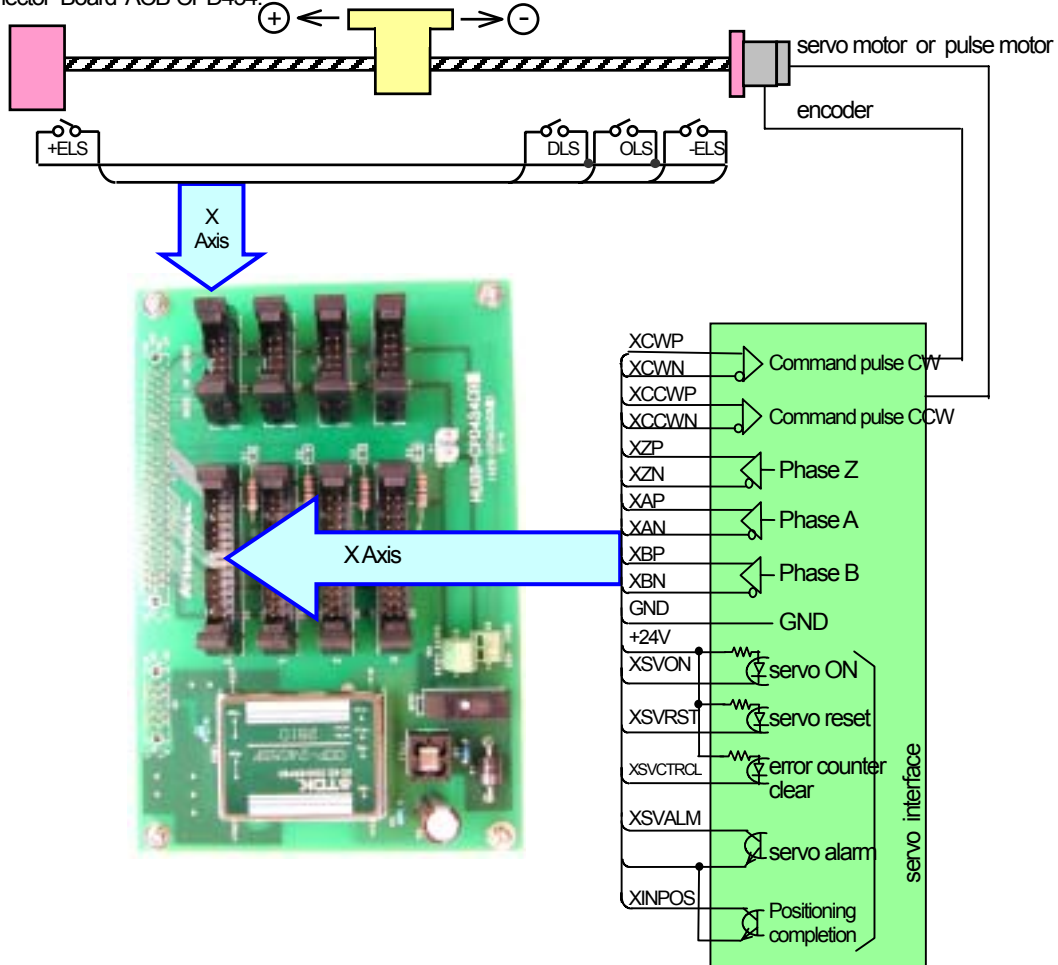 (+) (-)
servo motor or pulse motor
encoder
+ELS DLS OLS -ELS
X
Axis
XCWP
XCWN
Command pulse CW
XCCWP
XCCWN
Command pulse CCW
XZP
XZN
Phase Z
XAP
XAN
Phase A
X Axis
XBP
XBN
Phase B
GND
GND
+24V
XSVON
servo ON
XSVRST
servo reset
XSVCTRCL
error counter
clear
XSVALM
servo alarm
XINPOS
Positioning
completion
servo interface
TDK